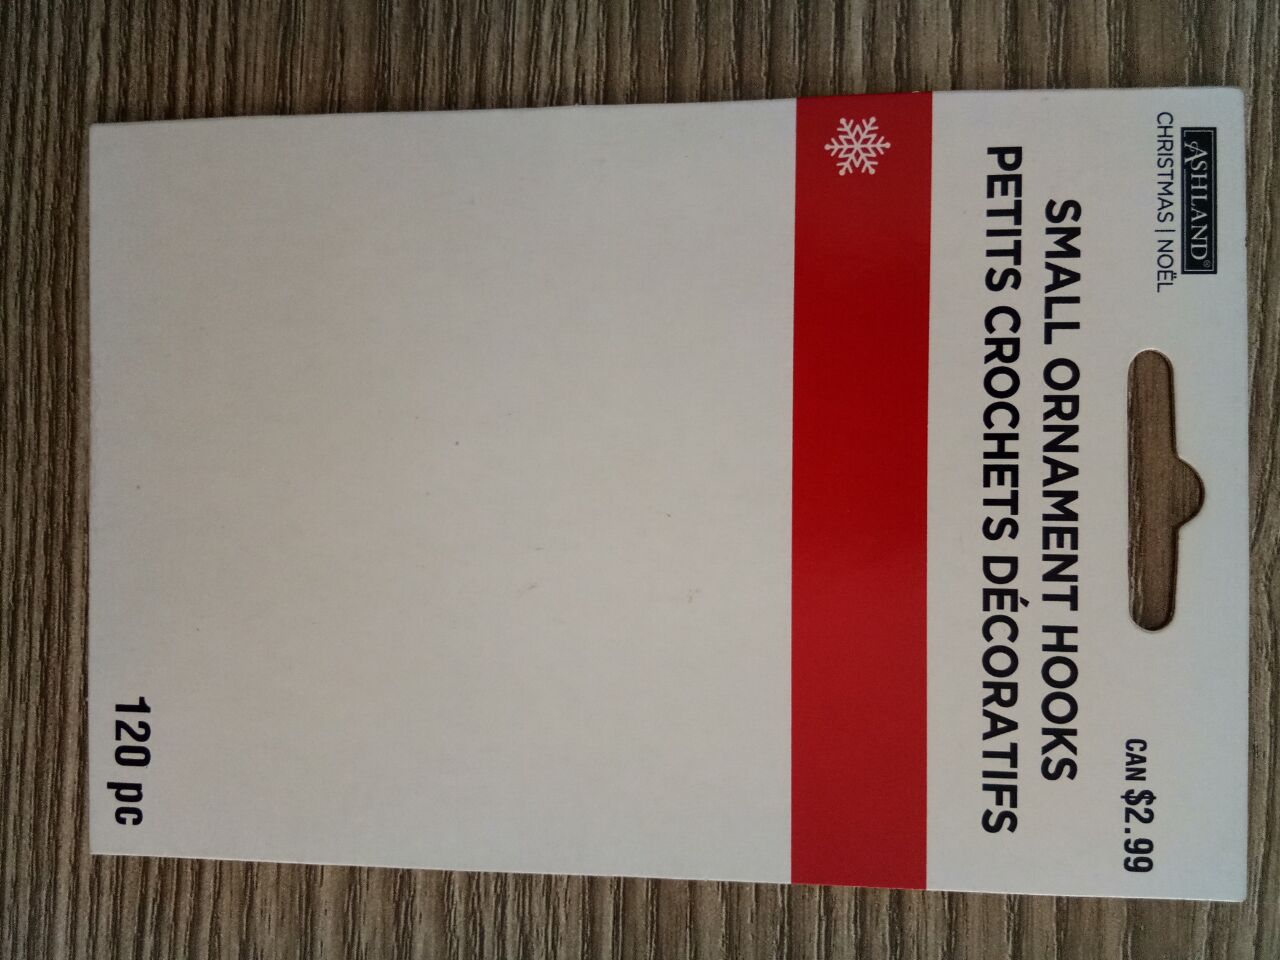 ASHLAND®
CHRISTMAS | NOËL
CAN $2.99
SMALL ORNAMENT HOOKS
PETITS CROCHETS DÉCORATIFS
120 pc